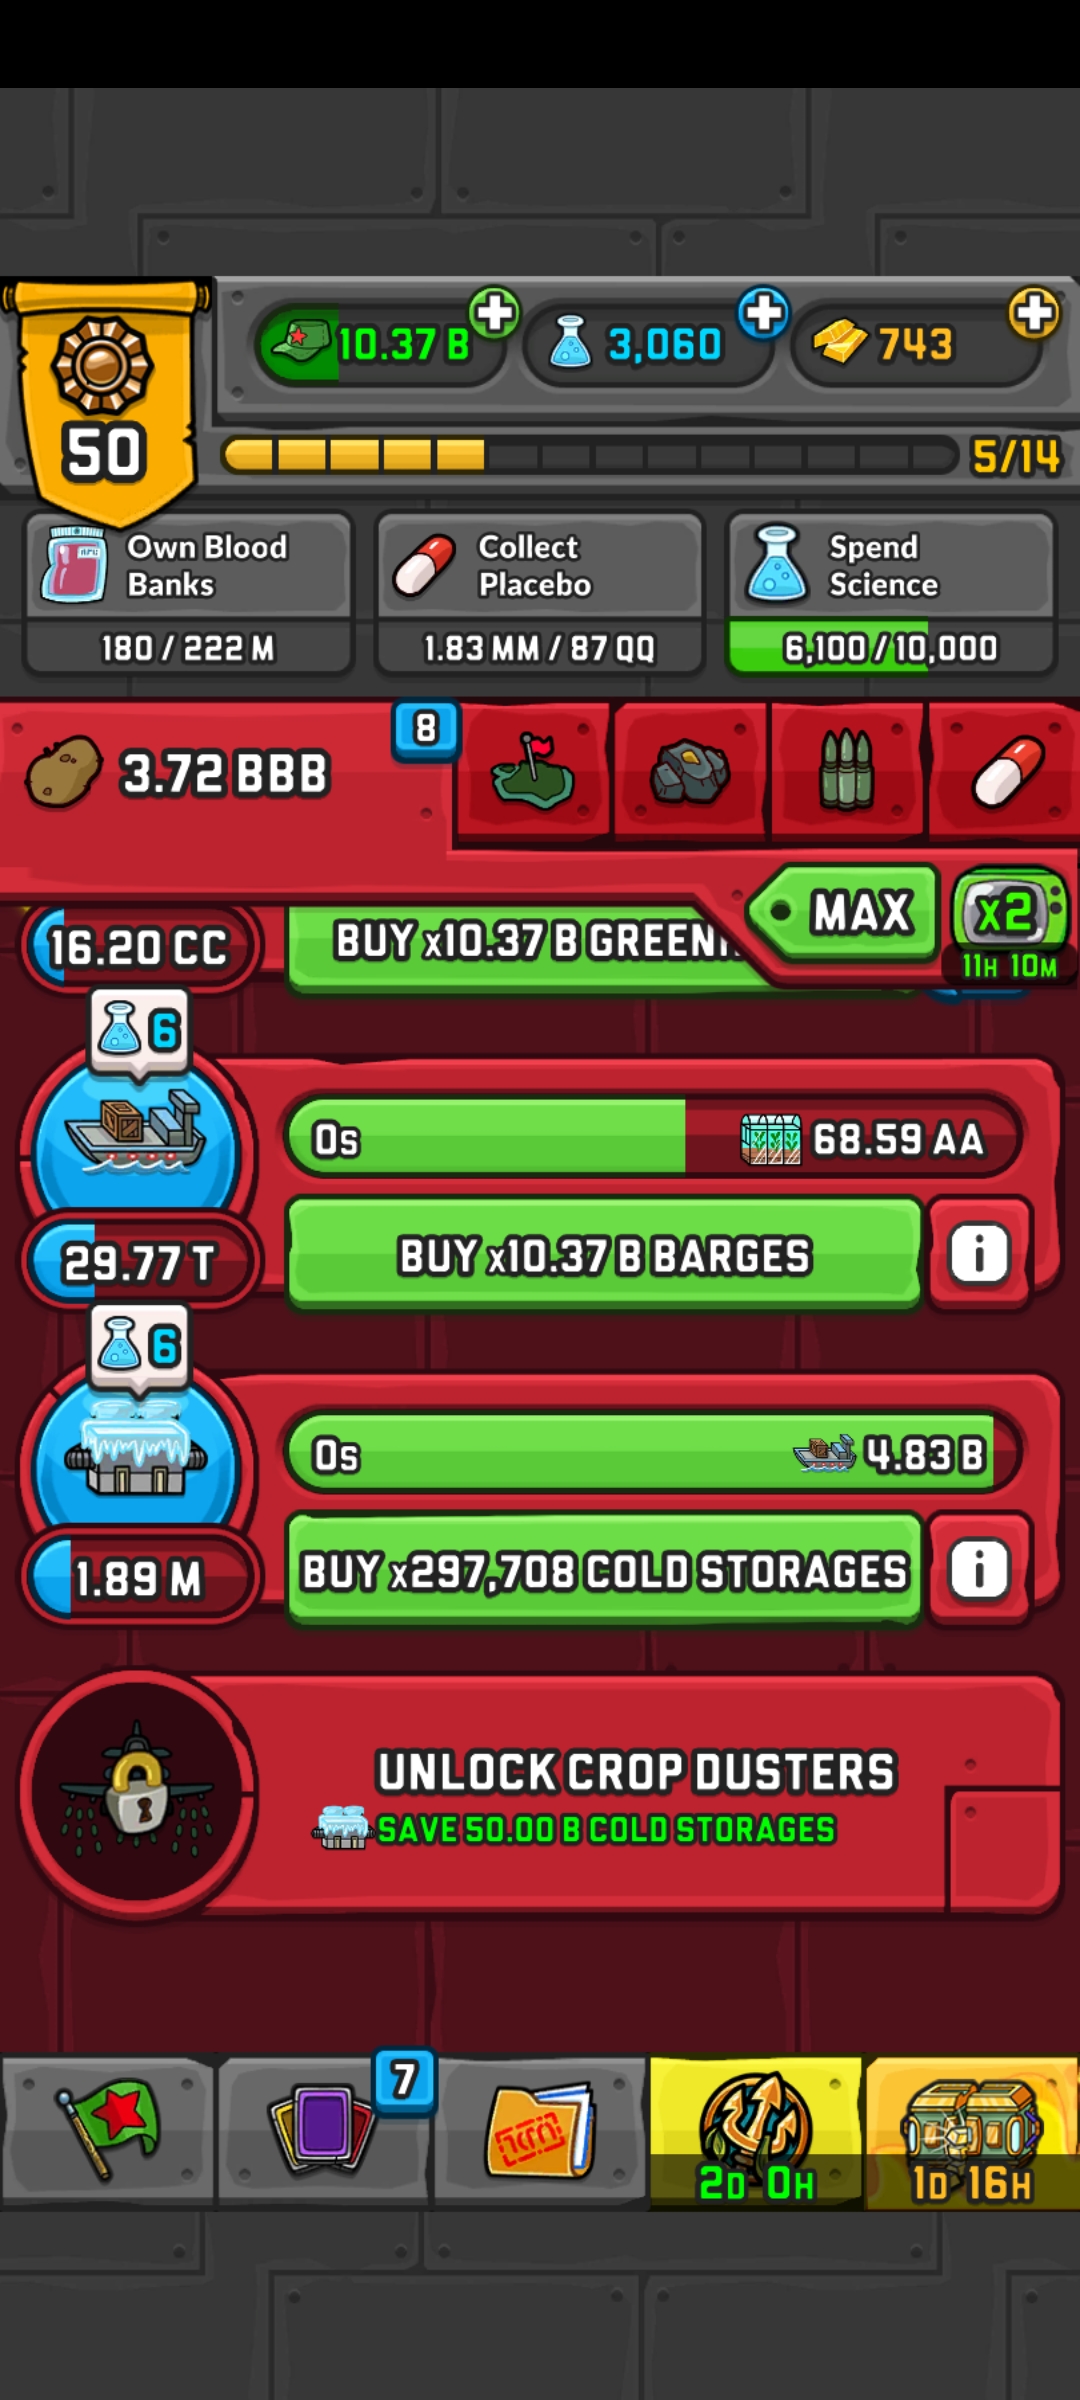 10.37 B
3,060
743
50
5/14
Own Blood
Banks
180 / 222 M
Collect
Placebo
1.83 MM / 87 QQ
Spend
Science
6,100 / 10,000
3.72 BBB
8
MAX
x2
11H 10M
16.20 CC
BUY x10.37 B
6
0s
68.59 AA
29.77 T
BUY x10.37 B BARGES
i
6
0s
4.83 B
1.89 M
BUY x297,708 COLD STORAGES
i
UNLOCK CROP DUSTERS
SAVE 50.00 B COLD STORAGES
7
2D 0H
1D 16H